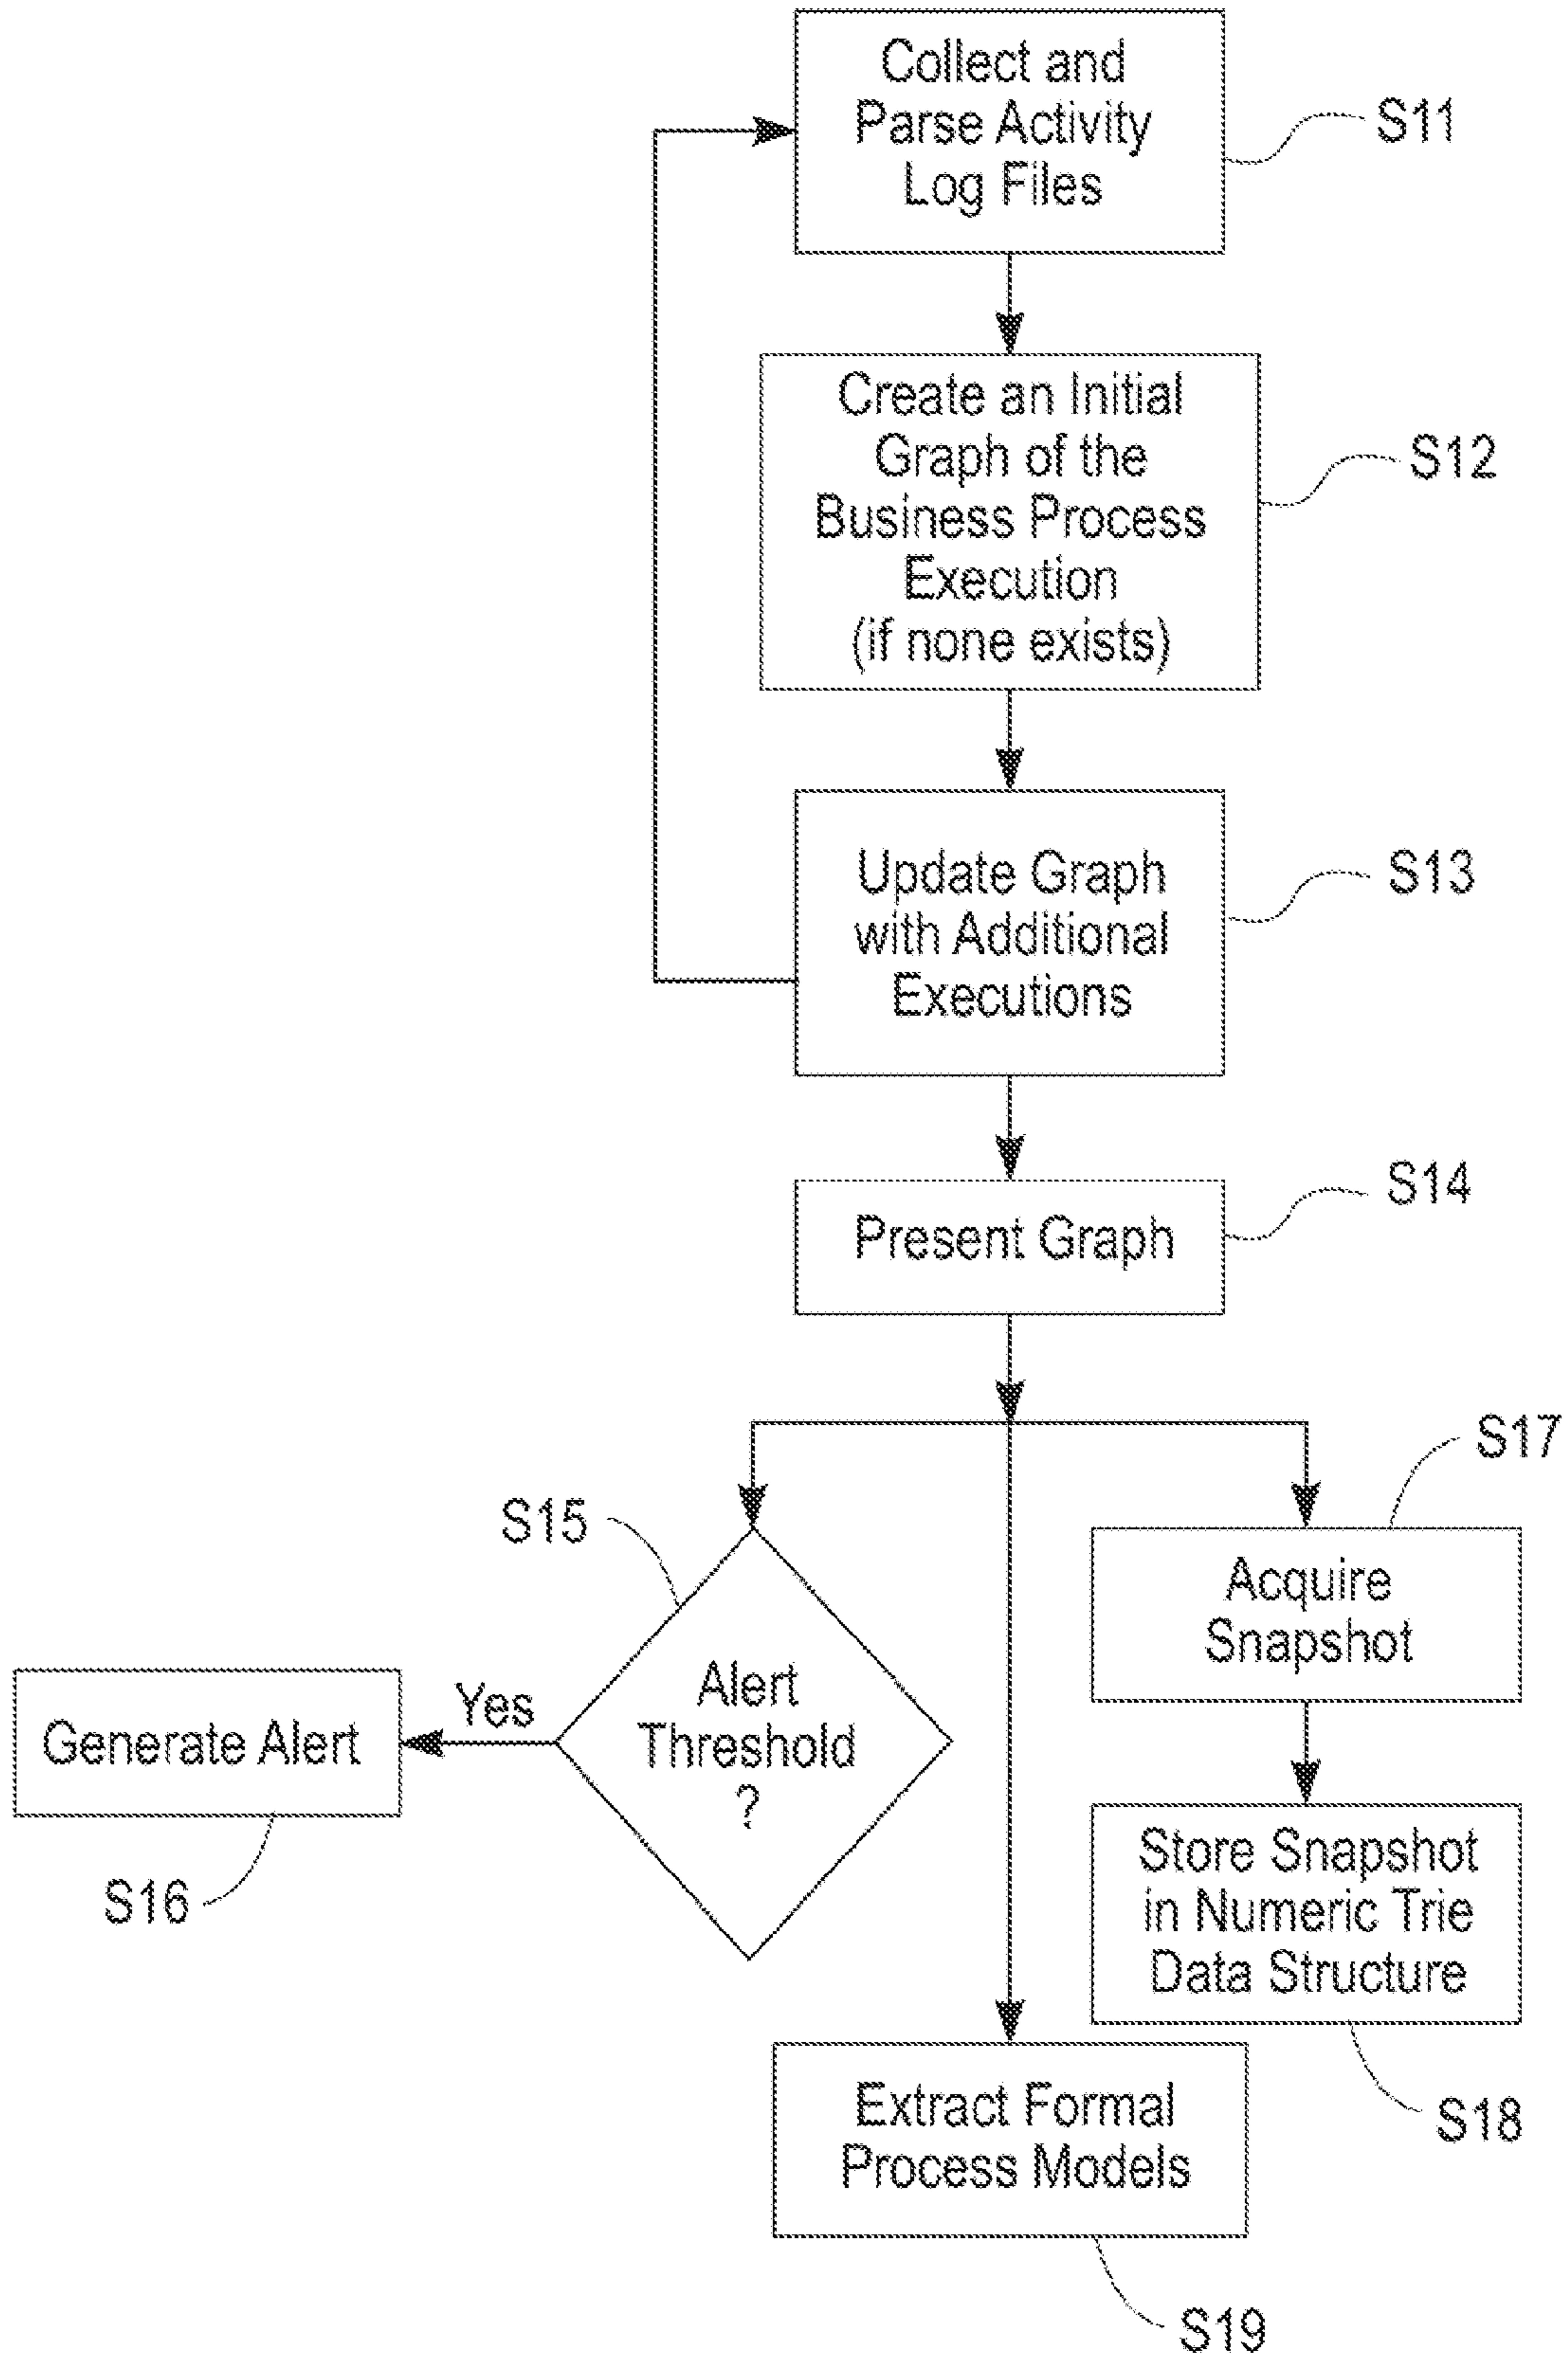 Collect and
Parse Activity
Log Files
S11
Create an Initial
Graph of the
Business Process
Execution
(if none exists)
S12
Update Graph
with Additional
Executions
S13
Present Graph
S14
S15
Alert
Threshold
?
Yes
Generate Alert
S16
S17
Acquire
Snapshot
Store Snapshot
in Numeric Trie
Data Structure
S18
Extract Formal
Process Models
S19